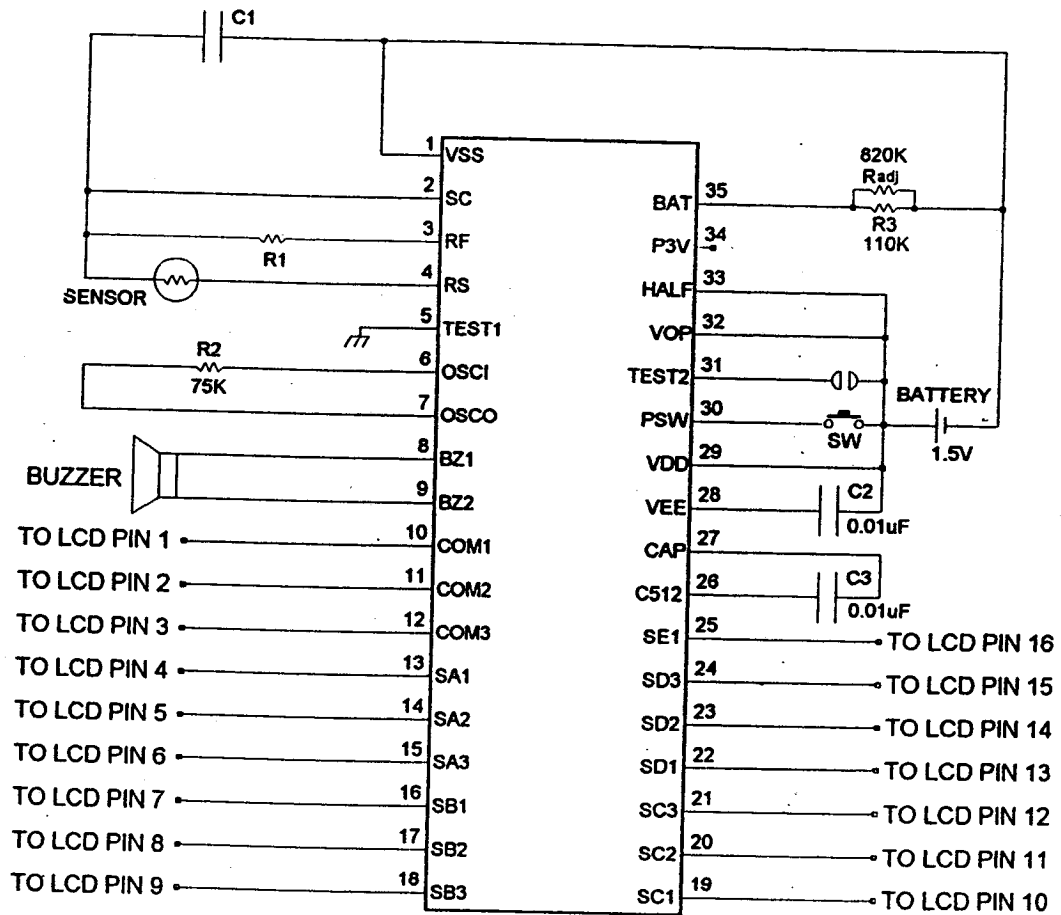 C1
1
VSS
2
SC
3
RF
R1
4
RS
SENSOR
5
TEST1
6
OSCI
R2
75K
7
OSCO
8
BZ1
BUZZER
9
BZ2
TO LCD PIN 1
10
COM1
TO LCD PIN 2
11
COM2
TO LCD PIN 3
12
COM3
TO LCD PIN 4
13
SA1
TO LCD PIN 5
14
SA2
TO LCD PIN 6
15
SA3
TO LCD PIN 7
16
SB1
TO LCD PIN 8
17
SB2
TO LCD PIN 9
18
SB3
820K
Radj
BAT
35
R3
110K
P3V
34
HALF
33
VOP
32
TEST2
31
BATTERY
1.5V
PSW
30
SW
VDD
29
VEE
28
C2
0.01uF
CAP
27
C512
26
C3
0.01uF
SE1
25
TO LCD PIN 16
SD3
24
TO LCD PIN 15
SD2
23
TO LCD PIN 14
SD1
22
TO LCD PIN 13
SC3
21
TO LCD PIN 12
SC2
20
TO LCD PIN 11
SC1
19
TO LCD PIN 10